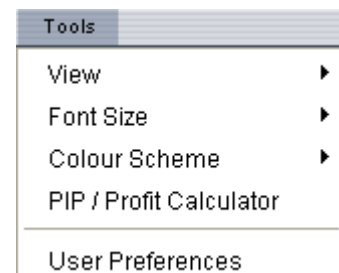 Tools
View
Font Size
Colour Scheme
PIP / Profit Calculator
User Preferences